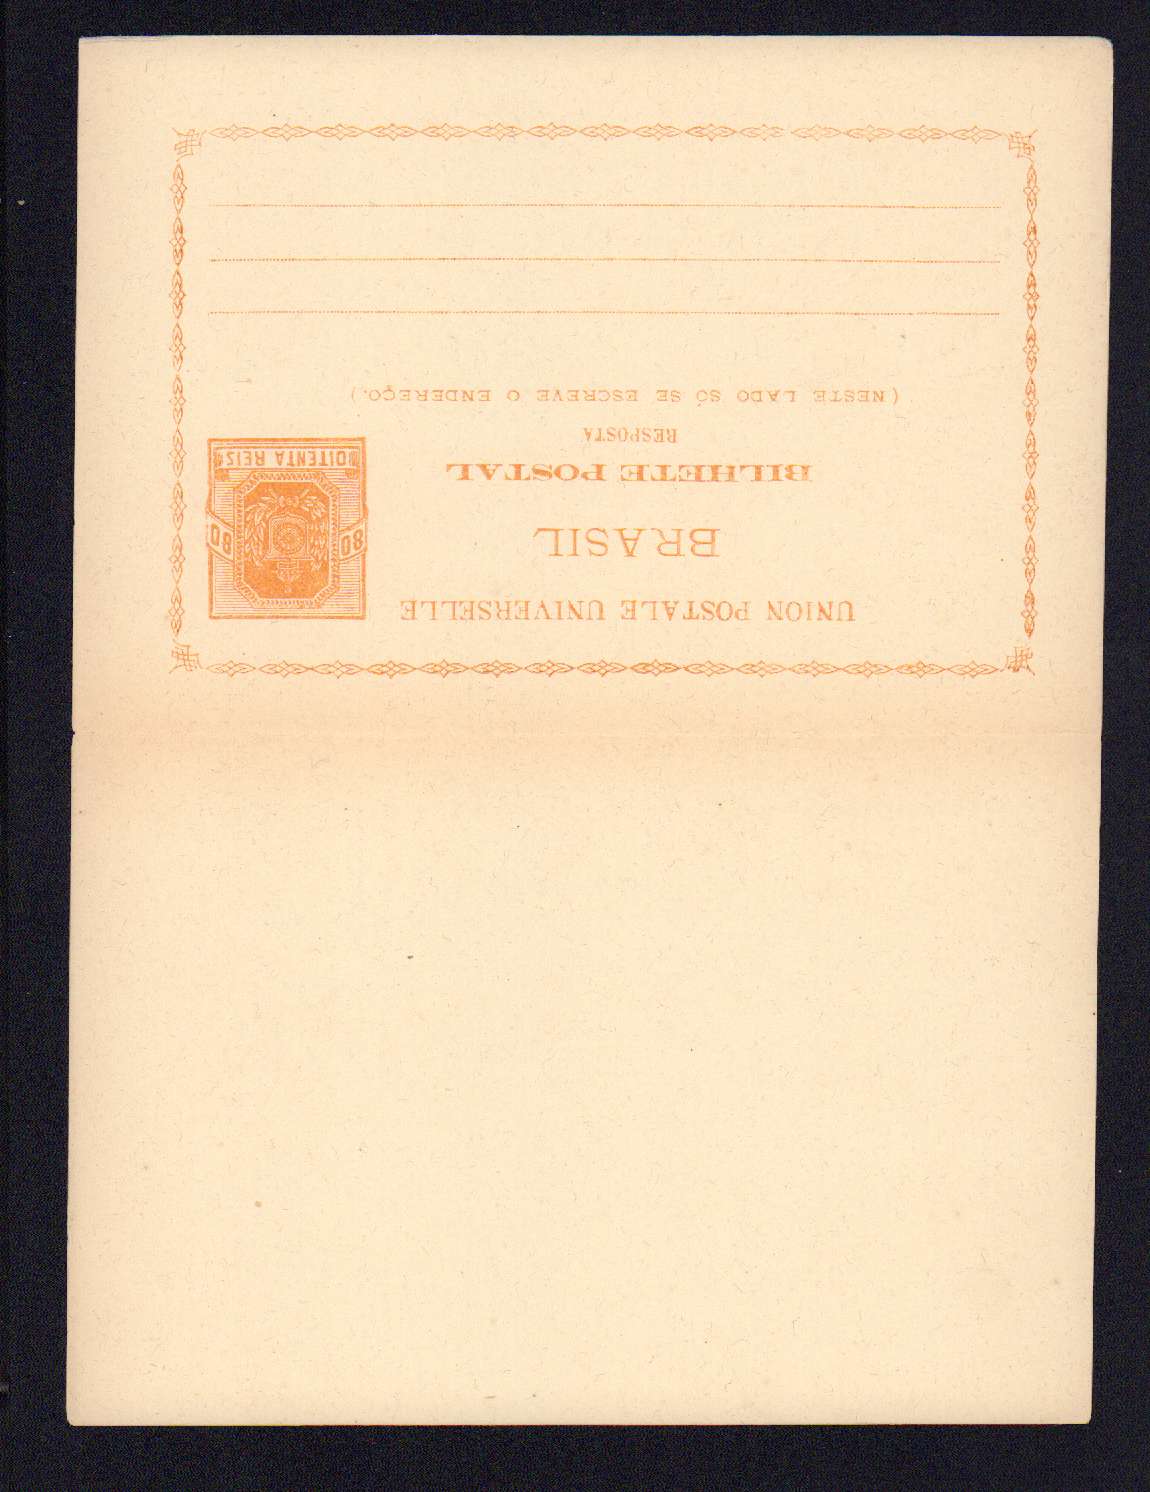 UNION POSTALE UNIVERSELLE
BRASIL
BILHETE POSTAL
RESPOSTA
(NESTE LADO SÓ SE ESCREVE O ENDEREÇO.)
80 80
OITENTA REIS